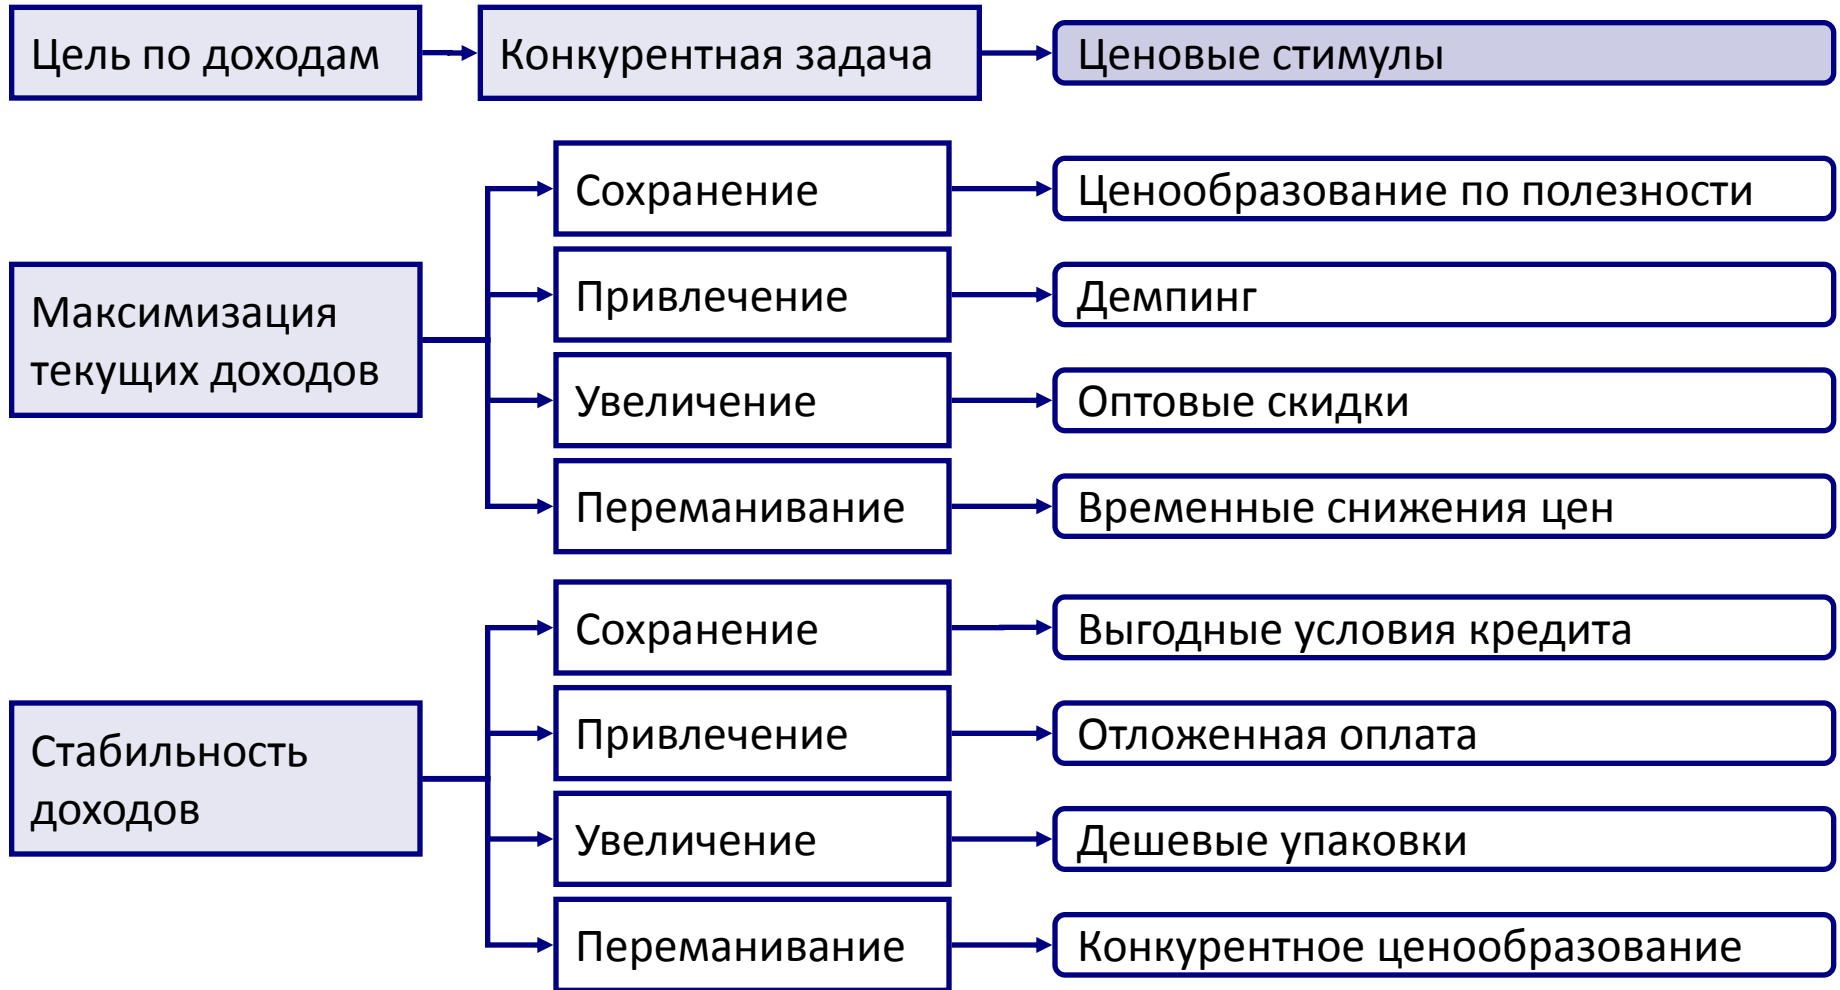 Цель по доходам
Конкурентная задача
Ценовые стимулы
Максимизация
текущих доходов
Сохранение
Ценообразование по полезности
Привлечение
Демпинг
Увеличение
Оптовые скидки
Переманивание
Временные снижения цен
Стабильность
доходов
Сохранение
Выгодные условия кредита
Привлечение
Отложенная оплата
Увеличение
Дешевые упаковки
Переманивание
Конкурентное ценообразование